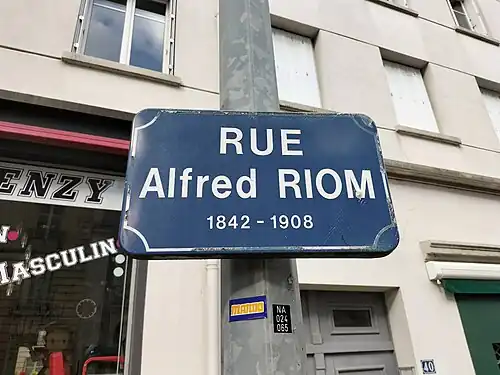 RUE
Alfred RIOM
1842 - 1908
ENZY
MASCULIN
NA
024
065
40